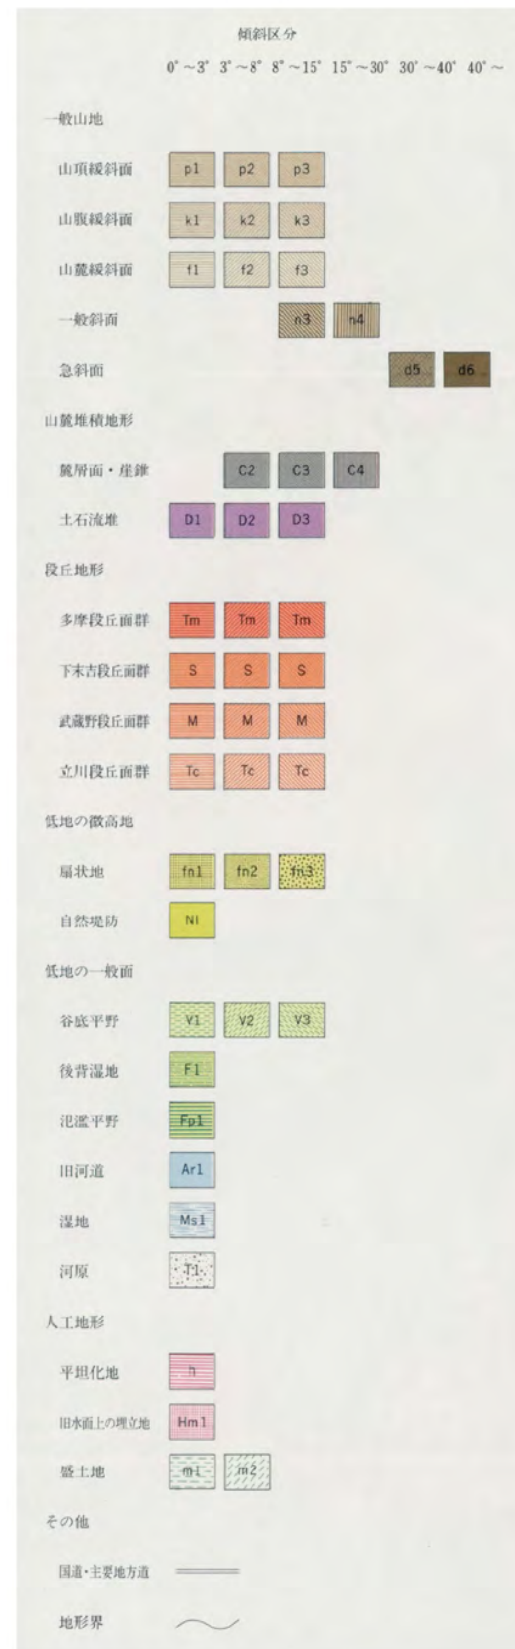 傾斜区分
0°~3° 3°~8° 8°~15° 15°~30° 30°~40° 40°~
一般山地
山頂緩斜面 p1 p2 p3
山腹緩斜面 k1 k2 k3
山麓緩斜面 f1 f2 f3
一般斜面 n3 n4
急斜面 d5 d6
山麓堆積地形
麓屑面・崖錐 C2 C3 C4
土石流堆 D1 D2 D3
段丘地形
多摩段丘面群 Tm Tm Tm
下末吉段丘面群 S S S
武蔵野段丘面群 M M M
立川段丘面群 Tc Tc Tc
低地の微高地
扇状地 fn1 fn2 fn3
自然堤防 Nl
低地の一般面
谷底平野 V1 V2 V3
後背湿地 F1
氾濫平野 Fp1
旧河道 Ar1
湿地 Ms1
河原 T1
人工地形
平坦化地 h
旧水面上の埋立地 Hm1
盛土地 m1 m2
その他
国道・主要地方道
地形界